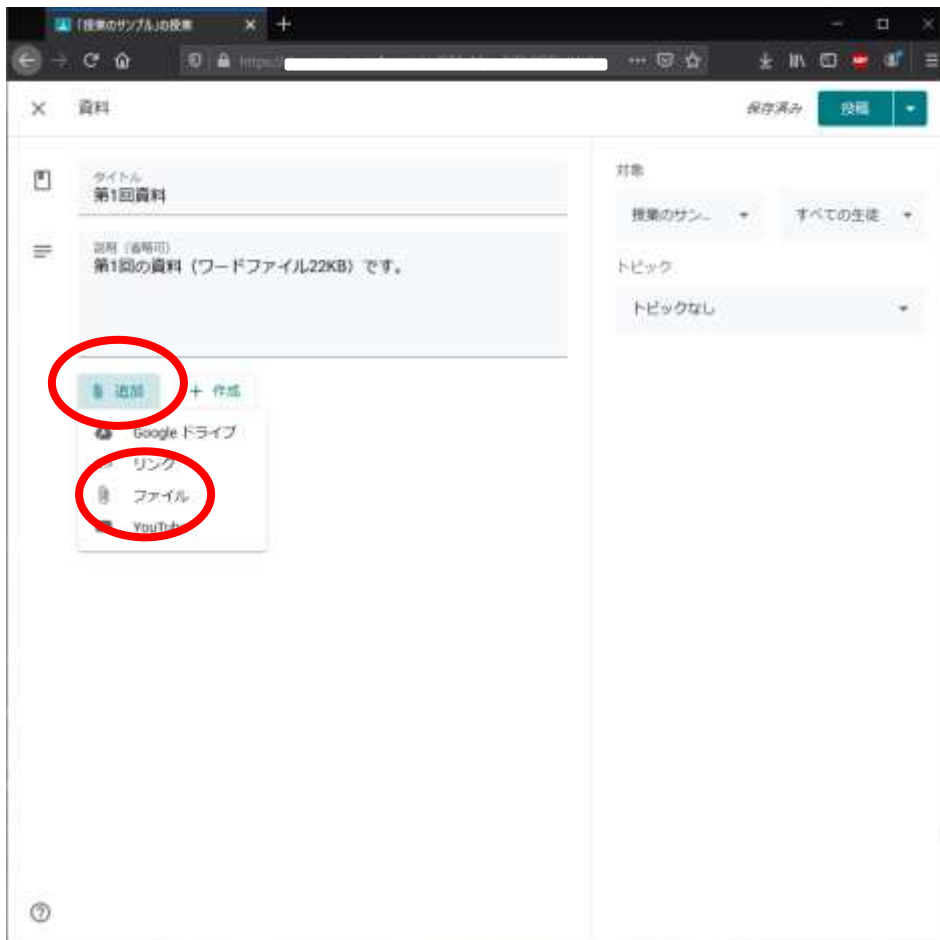 「授業のサンプル」の授業
資料
保存済み
投稿
タイトル
第1回資料
説明（省略可）
第1回の資料（ワードファイル22KB）です。
追加
+ 作成
Google ドライブ
リンク
ファイル
YouTube
対象
授業のサン...
すべての生徒
トピック
トピックなし